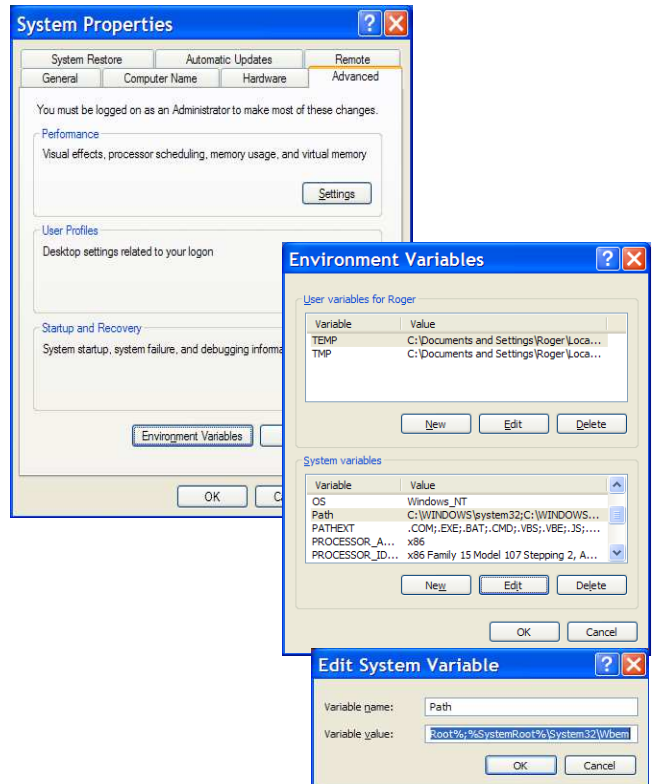 System Properties
System Restore Automatic Updates Remote
General Computer Name Hardware Advanced
You must be logged on as an Administrator to make most of these changes.
Performance
Visual effects, processor scheduling, memory usage, and virtual memory
Settings
User Profiles
Desktop settings related to your logon
Startup and Recovery
System startup, system failure, and debugging informa
Environment Variables
OK Ca
Environment Variables
User variables for Roger
Variable Value
TEMP C:\Documents and Settings\Roger\Loca...
TMP C:\Documents and Settings\Roger\Loca...
New Edit Delete
System variables
Variable Value
OS Windows_NT
Path C:\WINDOWS\system32;C:\WINDOWS...
PATHEXT .COM;.EXE;.BAT;.CMD;.VBS;.VBE;.JS;....
PROCESSOR_A... x86
PROCESSOR_ID... x86 Family 15 Model 107 Stepping 2, A...
New Edit Delete
OK Cancel
Edit System Variable
Variable name: Path
Variable value: Root%;%SystemRoot%\System32\Wbem
OK Cancel